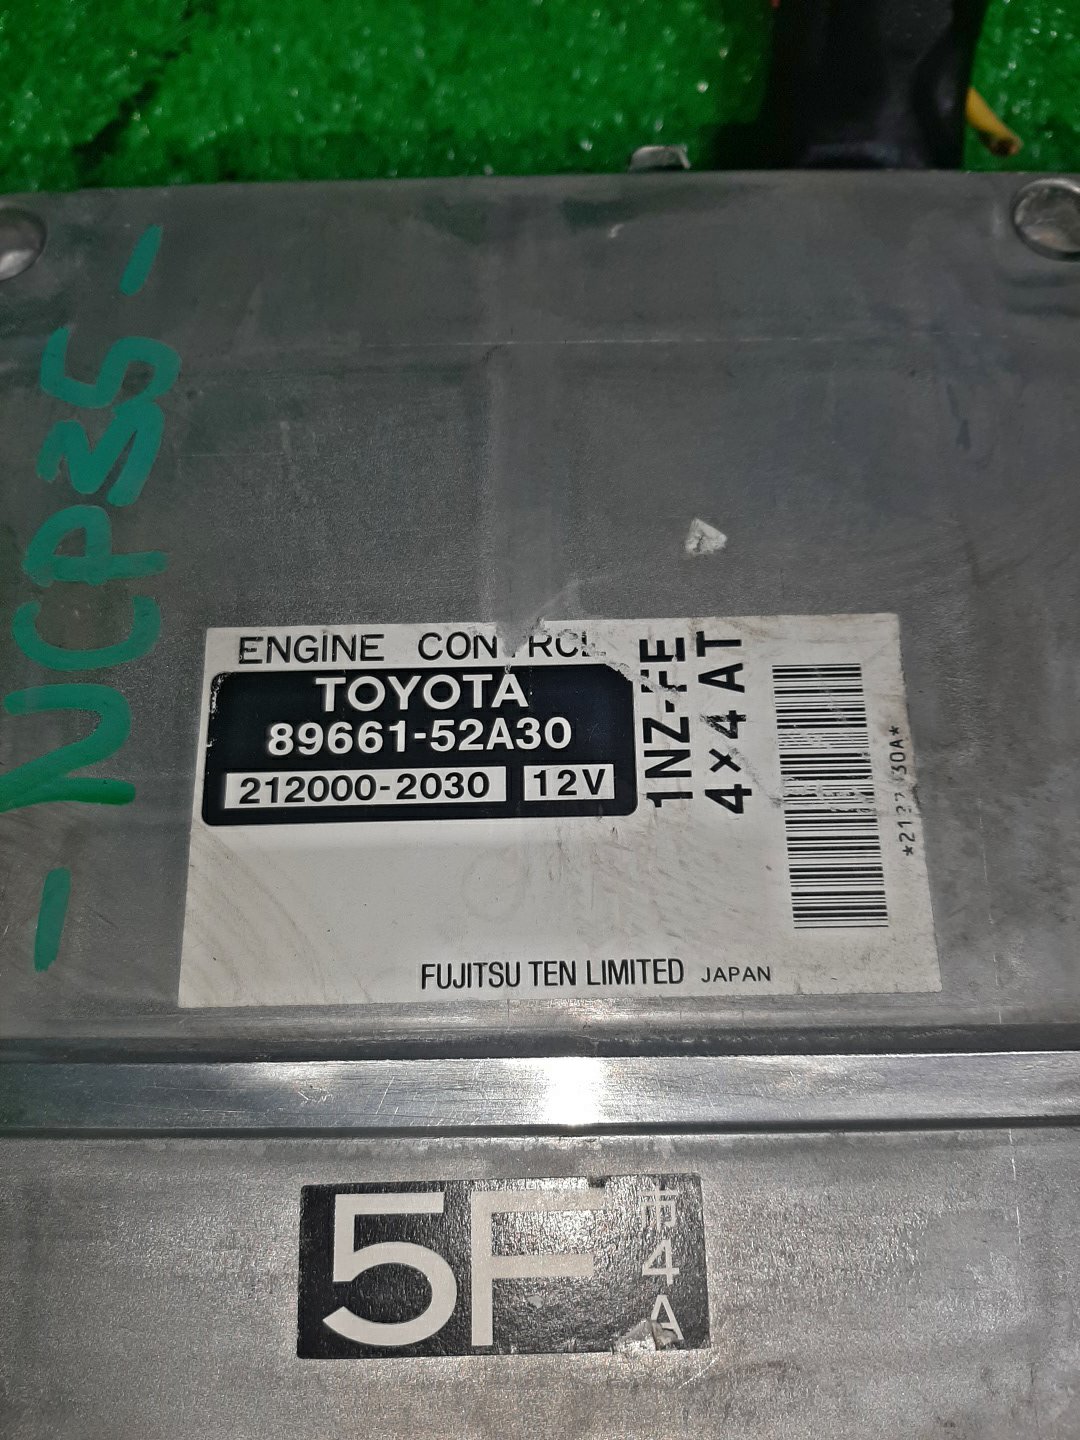 -NCP35-
ENGINE CONTROL
TOYOTA
89661-52A30
212000-2030 12V
1NZ-FE
4×4 AT
FUJITSU TEN LIMITED JAPAN
5F
4
A